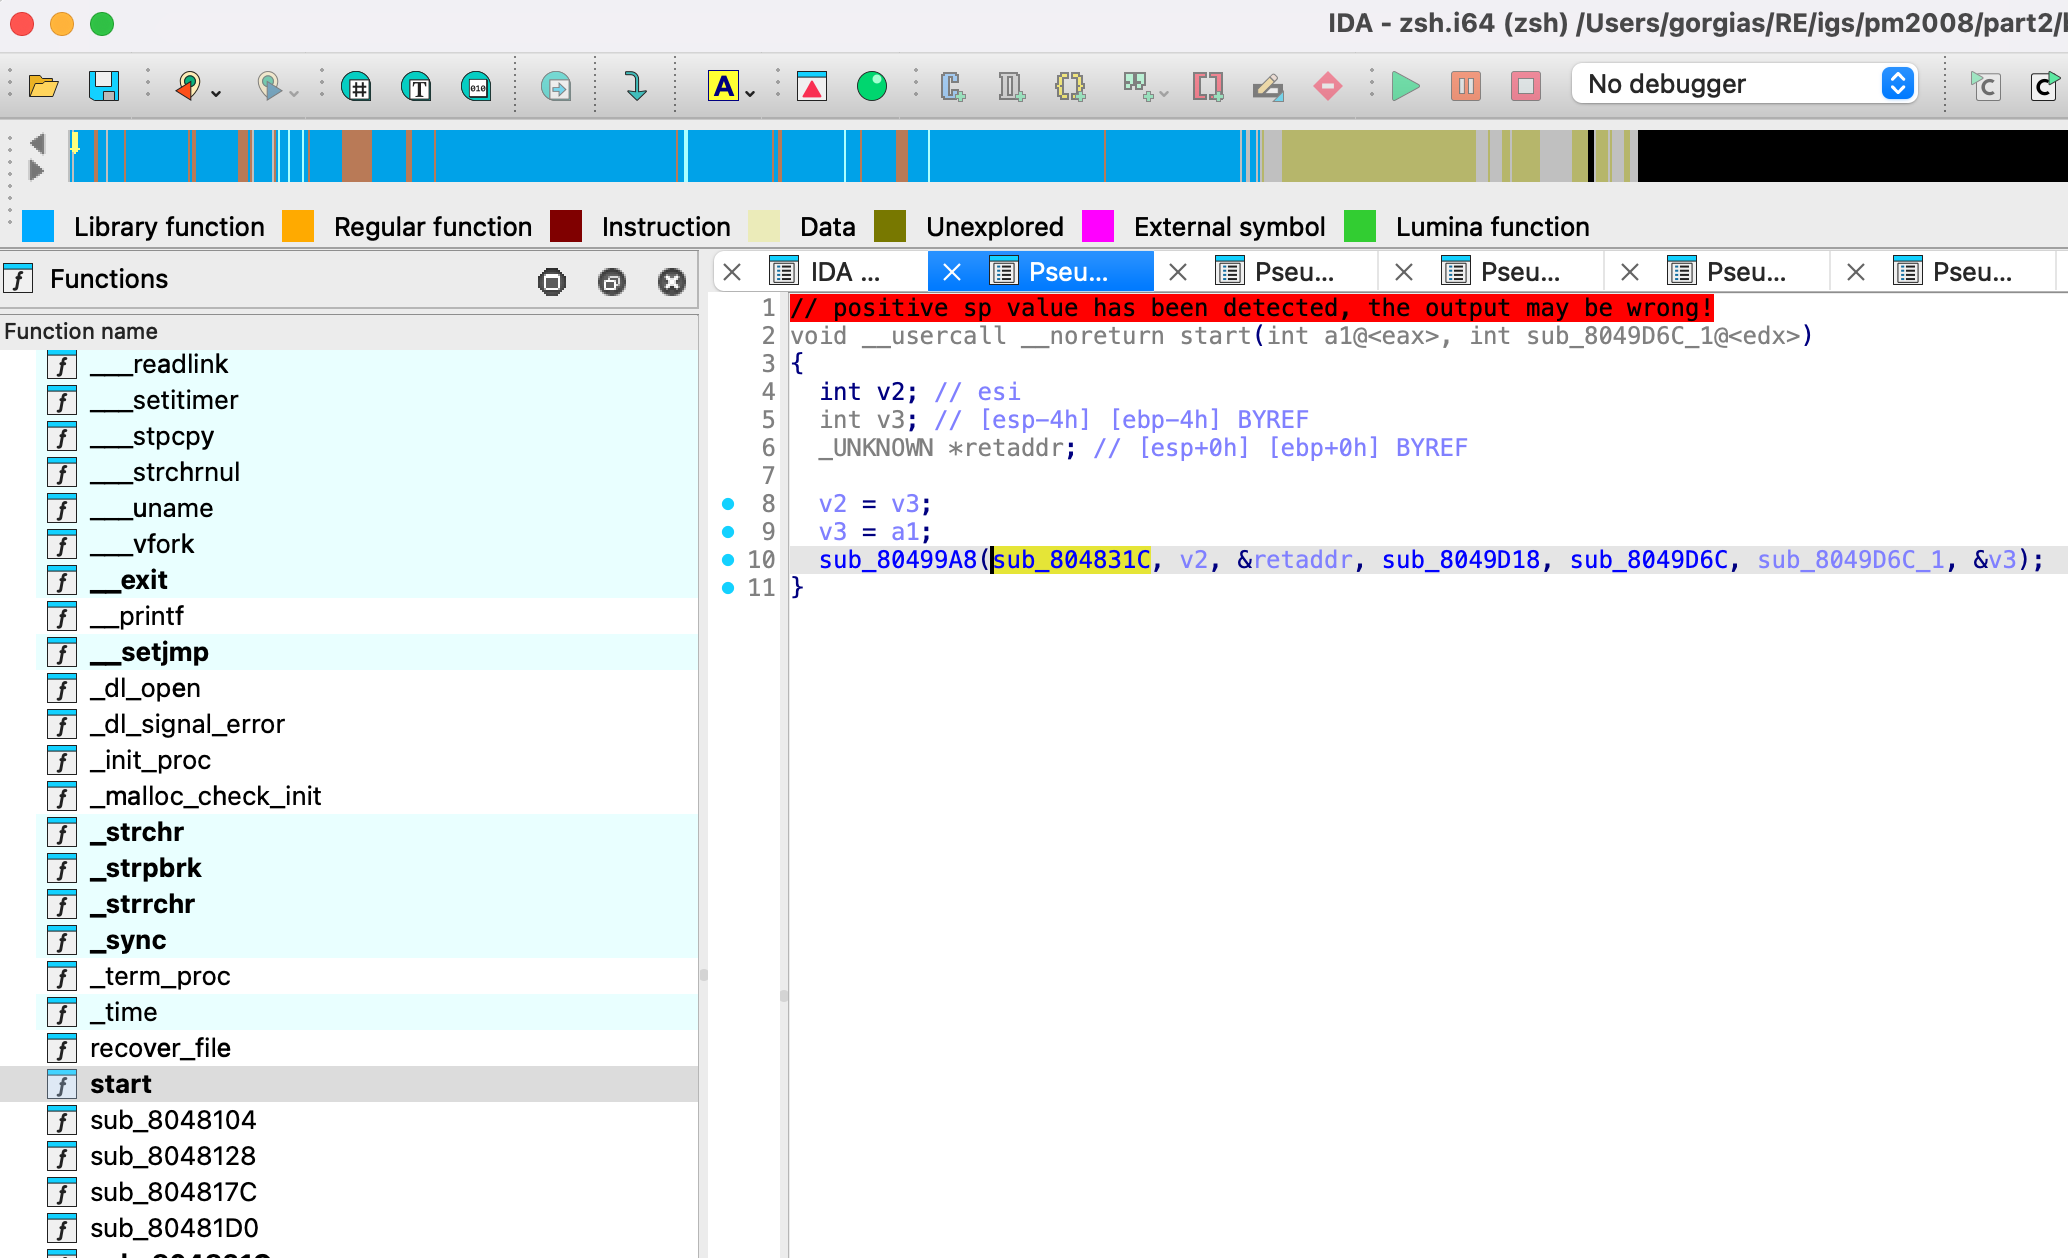 IDA - zsh.i64 (zsh) /Users/gorgias/RE/igs/pm2008/part2/
No debugger
Library function Regular function Instruction Data Unexplored External symbol Lumina function
Functions
Function name
___readlink
___setitimer
___stpcpy
___strchrnul
___uname
___vfork
__exit
__printf
__setjmp
_dl_open
_dl_signal_error
_init_proc
_malloc_check_init
_strchr
_strpbrk
_strrchr
_sync
_term_proc
_time
recover_file
start
sub_8048104
sub_8048128
sub_804817C
sub_80481D0
IDA ... Pseu... Pseu... Pseu... Pseu... Pseu...
1 // positive sp value has been detected, the output may be wrong!
2 void __usercall __noreturn start(int a1@<eax>, int sub_8049D6C_1@<edx>)
3 {
4 int v2; // esi
5 int v3; // [esp-4h] [ebp-4h] BYREF
6 _UNKNOWN *retaddr; // [esp+0h] [ebp+0h] BYREF
7
8 v2 = v3;
9 v3 = a1;
10 sub_80499A8(sub_804831C, v2, &retaddr, sub_8049D18, sub_8049D6C, sub_8049D6C_1, &v3);
11 }